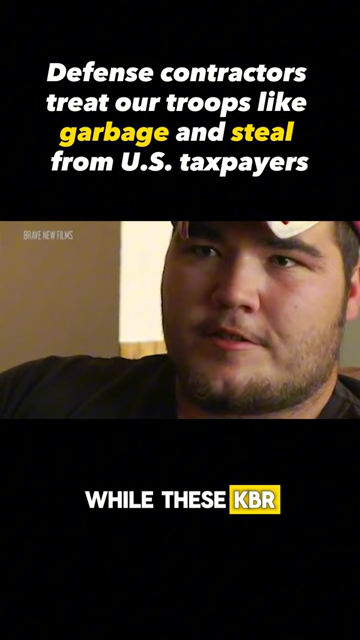 Defense contractors
treat our troops like
garbage and steal
from U.S. taxpayers
BRAVE NEW FILMS
WHILE THESE KBR